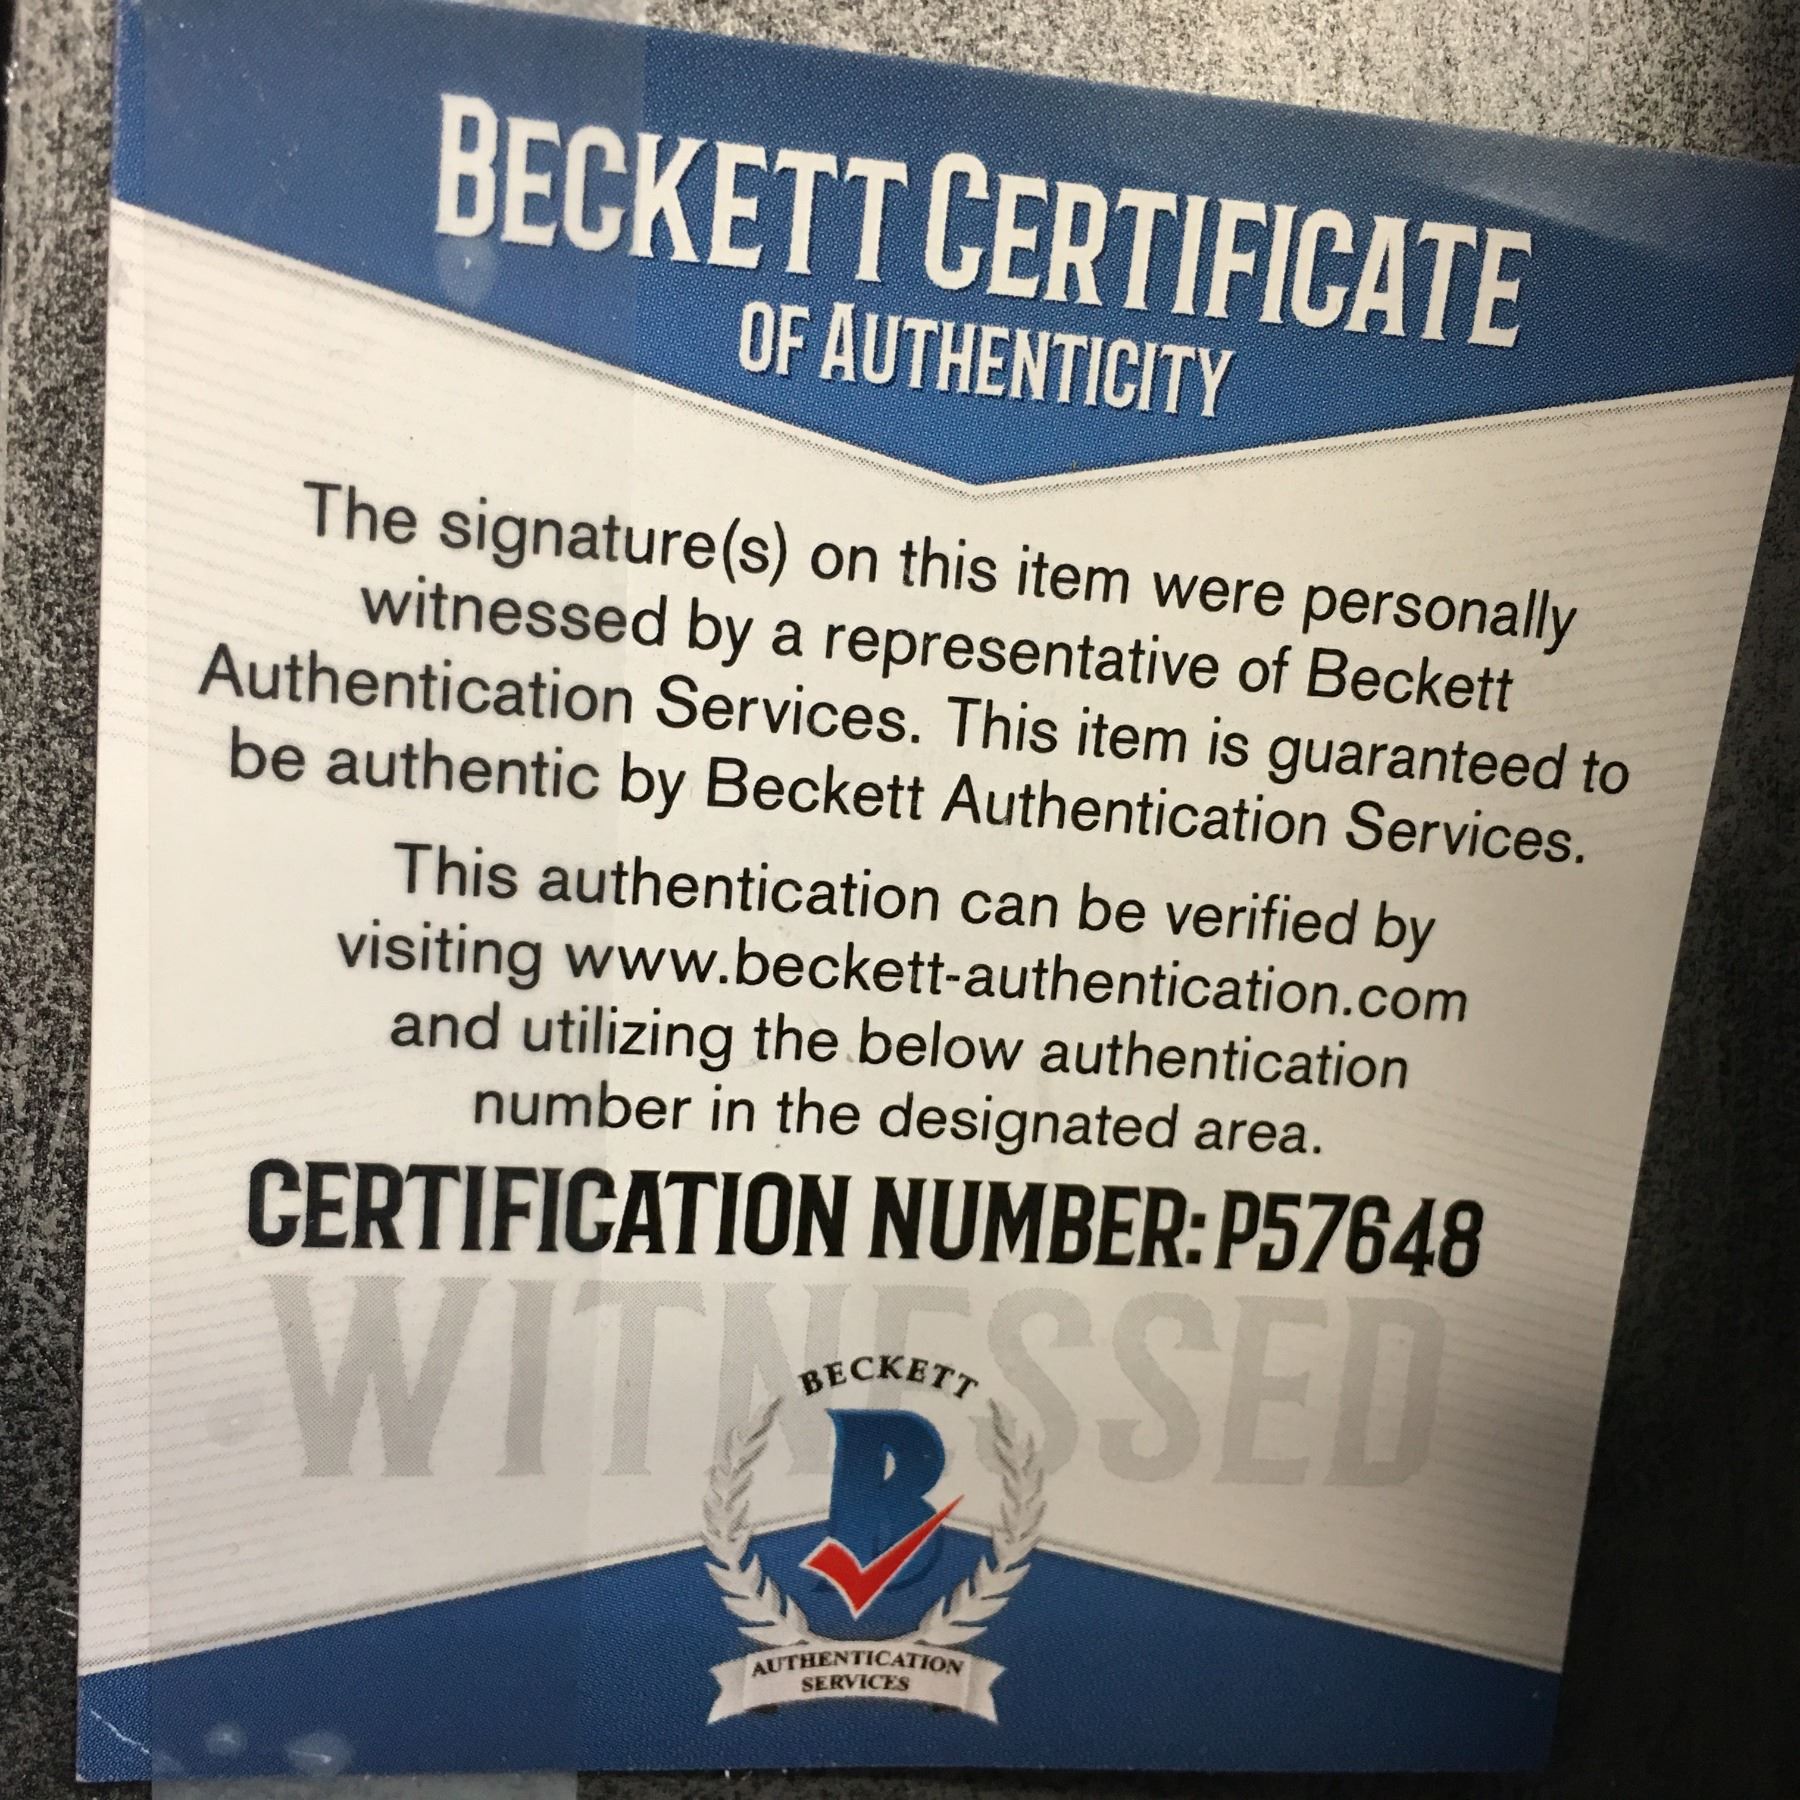 BECKETT CERTIFICATE
OF AUTHENTICITY
The signature(s) on this item were personally
witnessed by a representative of Beckett
Authentication Services. This item is guaranteed to
be authentic by Beckett Authentication Services.
This authentication can be verified by
visiting www.beckett-authentication.com
and utilizing the below authentication
number in the designated area.
CERTIFICATION NUMBER: P57648
WITNESSED
BECKETT
B
AUTHENTICATION
SERVICES